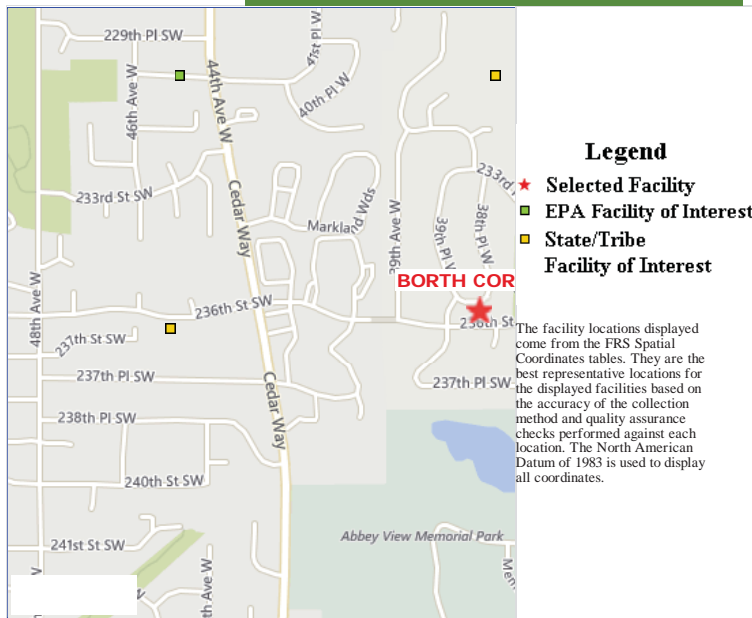 229th Pl SW
41st Pl W
44th Ave W
46th Ave W
40th Pl W
233rd St SW
Cedar Way
Markland Wds
39th Ave W
233rd
39th Pl W
38th Pl W
BORTH COR
48th Ave W
236th St SW
236th St
237th St SW
237th Pl SW
237th Pl SW
Cedar Way
238th Pl SW
240th St SW
241st St SW
Abbey View Memorial Park
th Ave W
Legend
Selected Facility
EPA Facility of Interest
State/Tribe
Facility of Interest
The facility locations displayed
come from the FRS Spatial
Coordinates tables. They are the
best representative locations for
the displayed facilities based on
the accuracy of the collection
method and quality assurance
checks performed against each
location. The North American
Datum of 1983 is used to display
all coordinates.